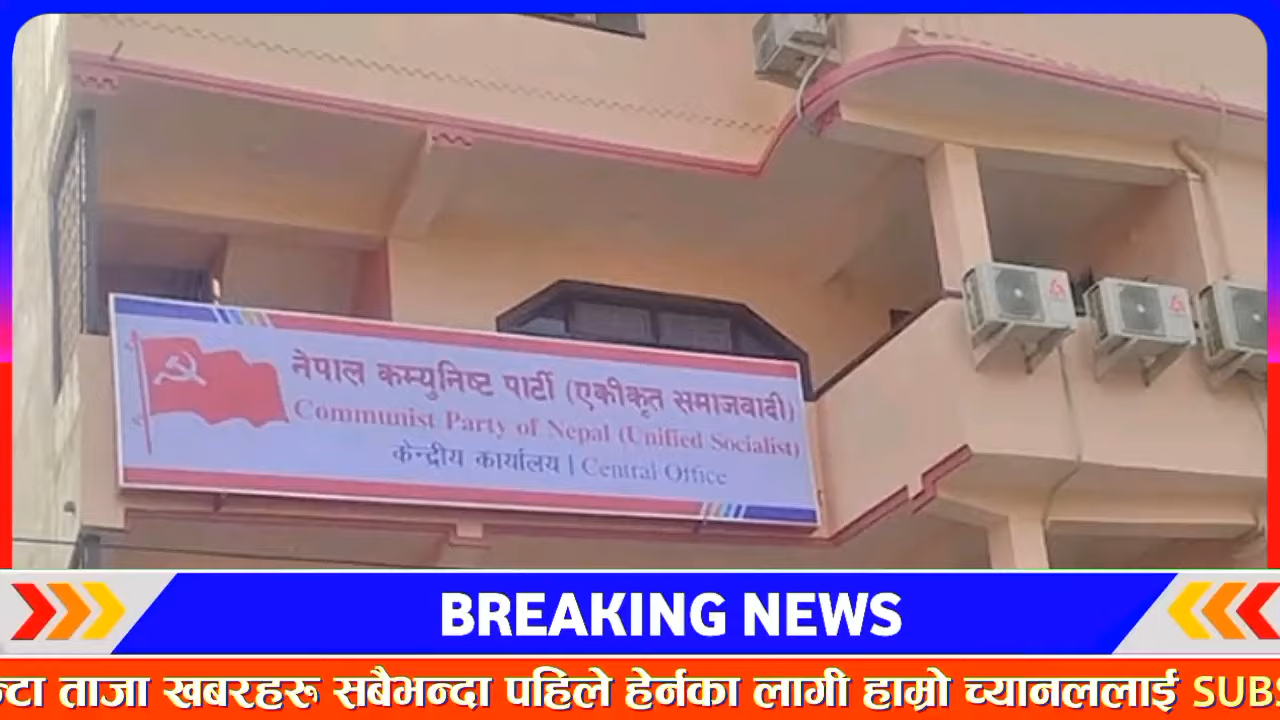 नेपाल कम्युनिष्ट पार्टी (एकीकृत समाजवादी)
Communist Party of Nepal (Unified Socialist)
केन्द्रीय कार्यालय | Central Office
BREAKING NEWS
ताजा खबरहरू सबैभन्दा पहिले हेर्नका लागी हाम्रो च्यानललाई